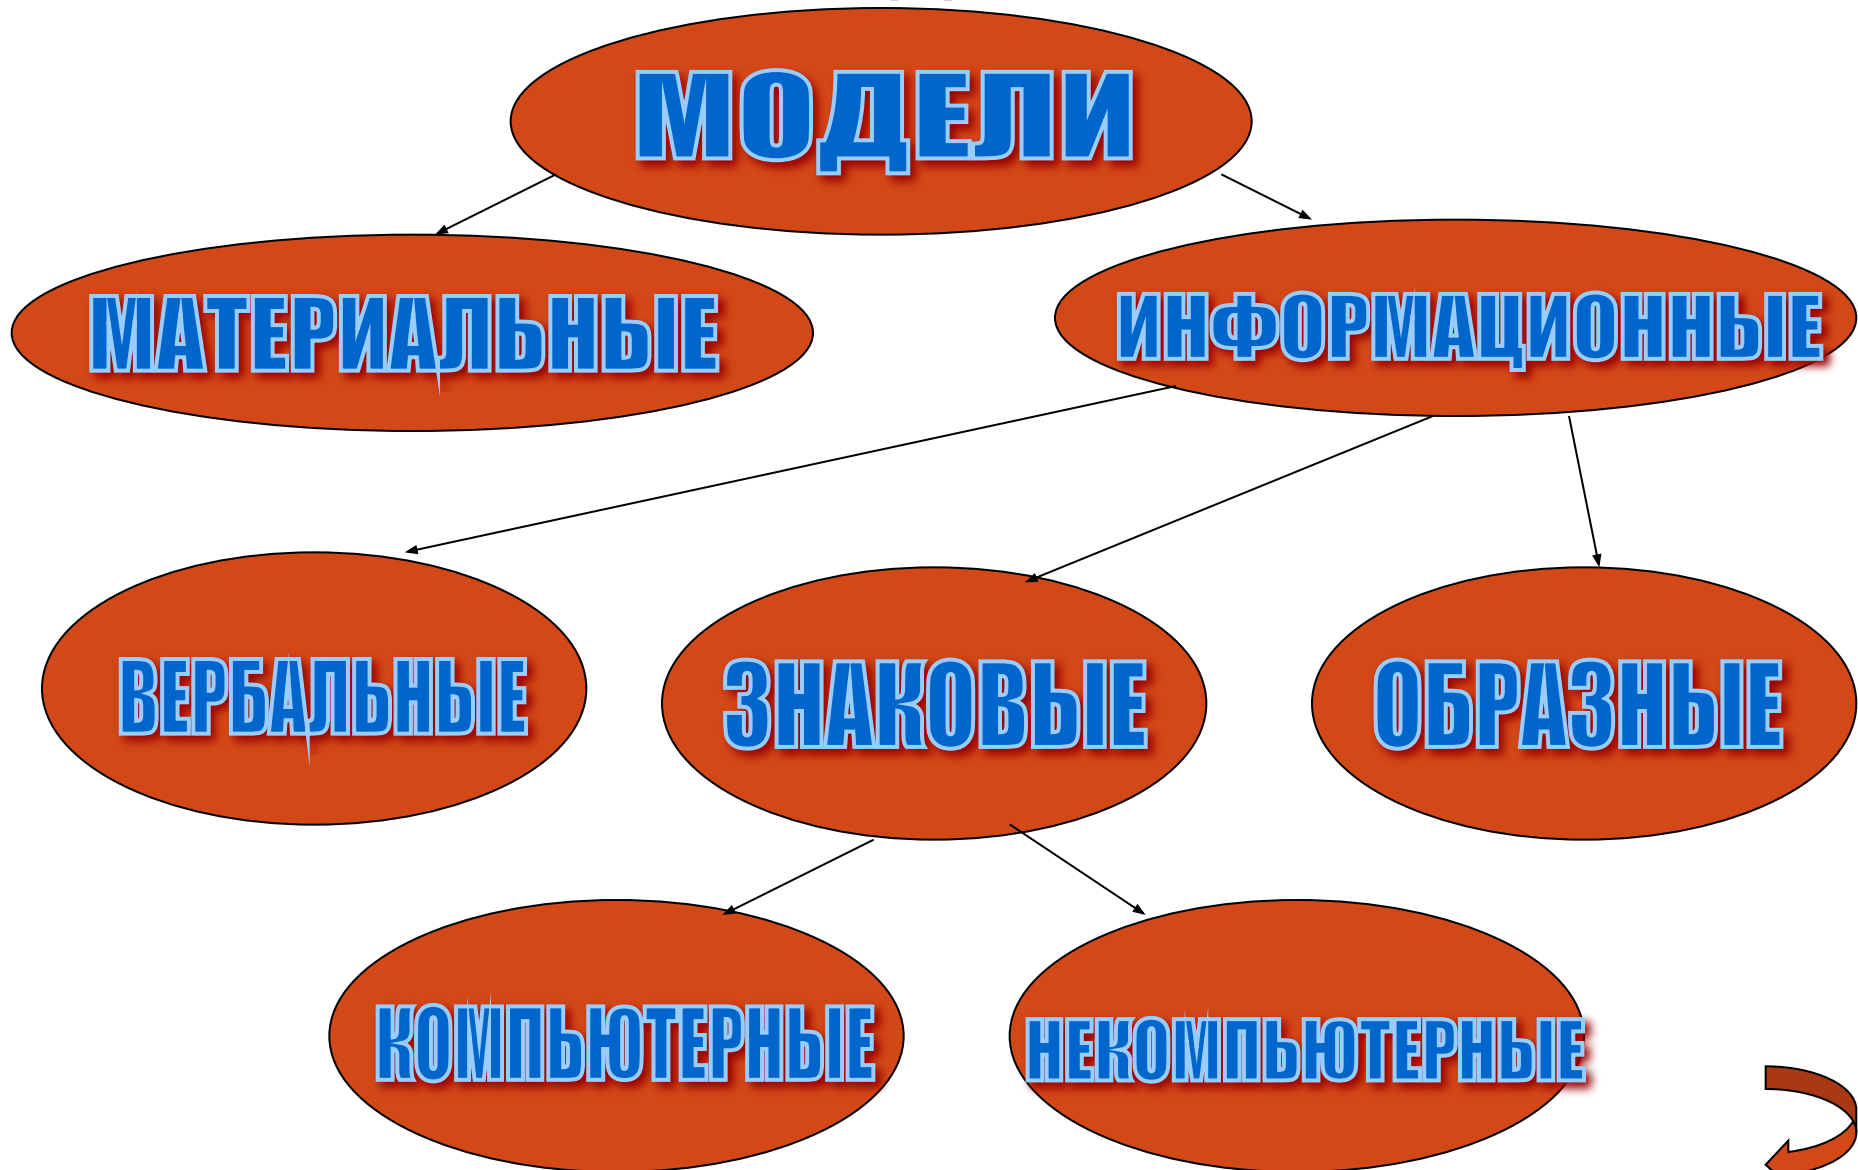 МОДЕЛИ
МАТЕРИАЛЬНЫЕ
ИНФОРМАЦИОННЫЕ
ВЕРБАЛЬНЫЕ
ЗНАКОВЫЕ
ОБРАЗНЫЕ
КОМПЬЮТЕРНЫЕ
НЕКОМПЬЮТЕРНЫЕ